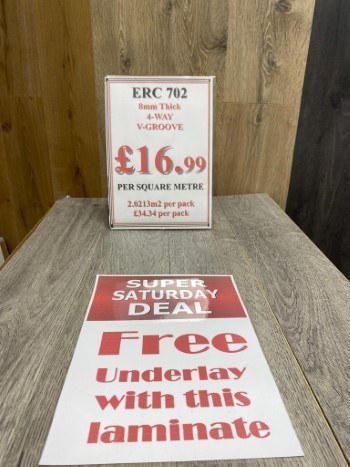 ERC 702
8mm Thick
4-WAY
V-GROOVE
£16.99
PER SQUARE METRE
2.0213m2 per pack
£34.34 per pack
SUPER
SATURDAY
DEAL
Free
Underlay
with this
laminate